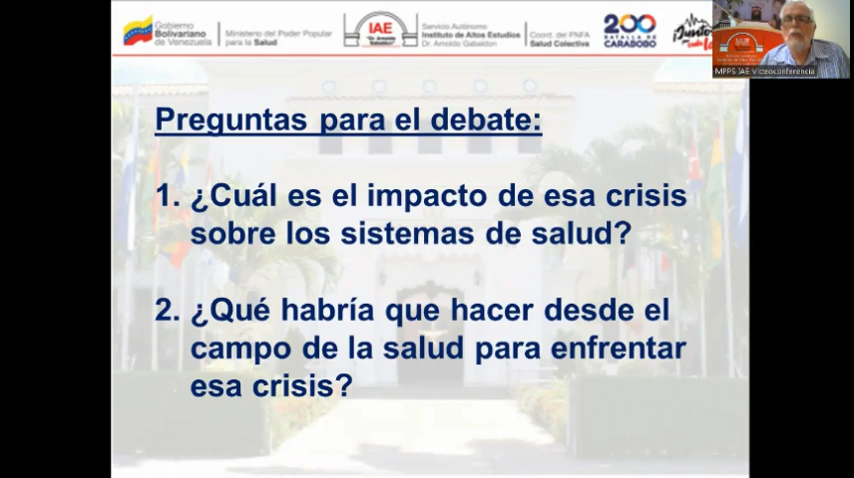 Gobierno
Bolivariano
de Venezuela
Ministerio del Poder Popular
para la Salud
IAE
Servicio Autónomo
Instituto de Altos Estudios
Dr. Arnoldo Gabaldon
Coord. del PNFA
Salud Colectiva
200
BATALLA DE
CARABOBO
MPPS IAE Videoconferencia
Preguntas para el debate:
1. ¿Cuál es el impacto de esa crisis
sobre los sistemas de salud?
2. ¿Qué habría que hacer desde el
campo de la salud para enfrentar
esa crisis?